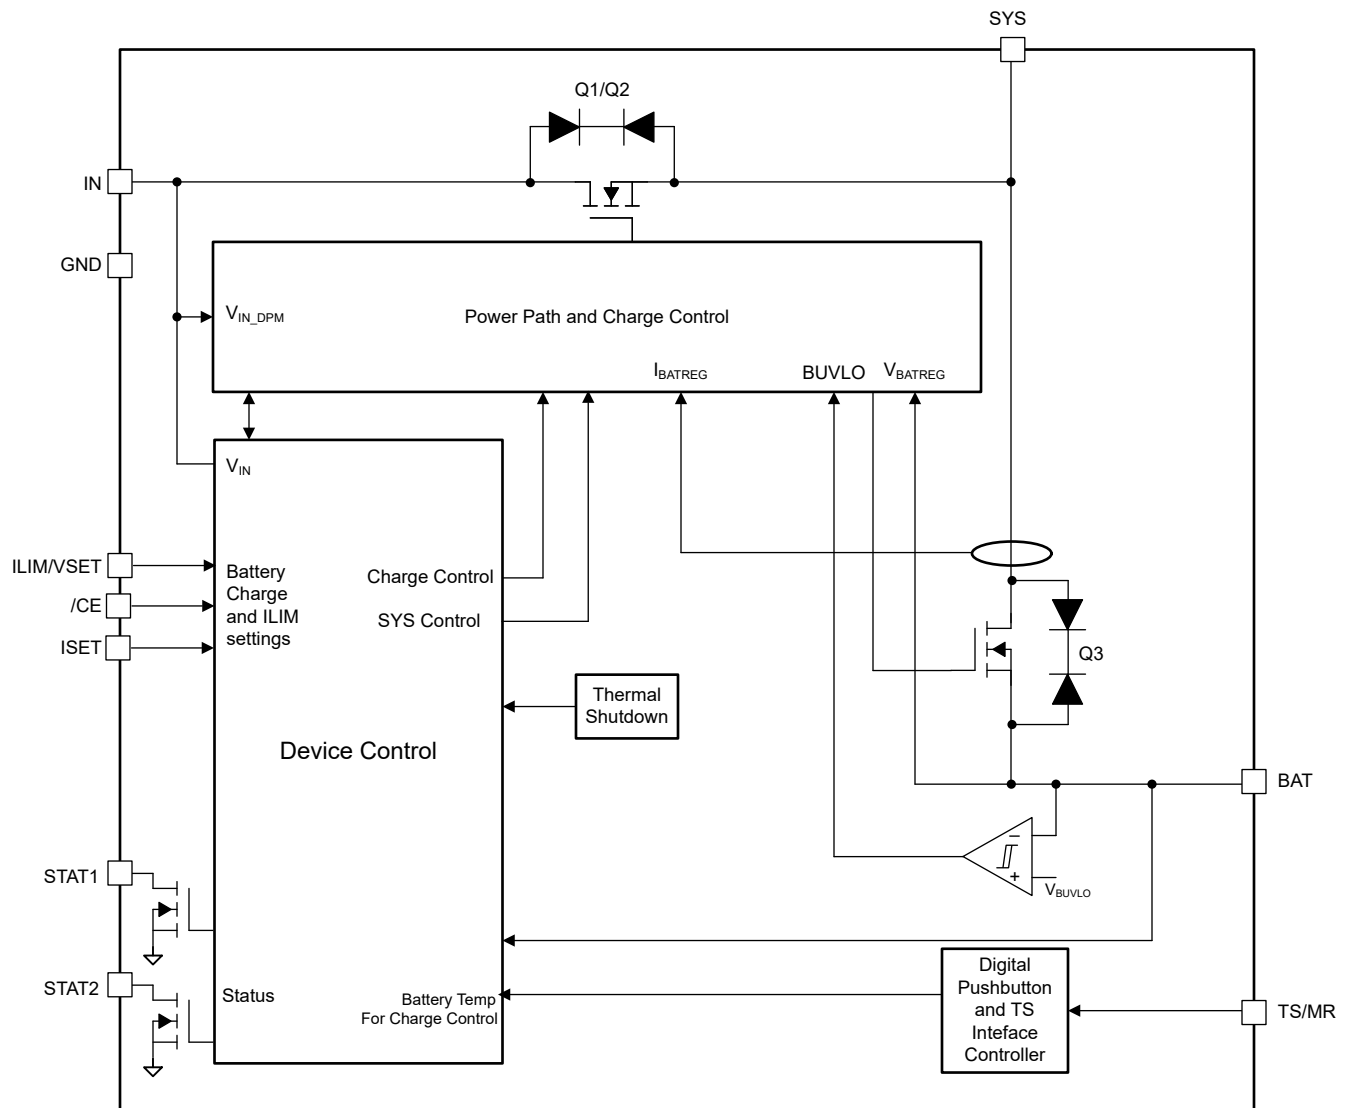 SYS
Q1/Q2
IN
GND
VIN_DPM
Power Path and Charge Control
IBATREG
BUVLO
VBATREG
VIN
ILIM/VSET
/CE
ISET
Battery
Charge
and ILIM
settings
Charge Control
SYS Control
Q3
Thermal
Shutdown
Device Control
BAT
−
+
VBUVLO
STAT1
STAT2
Status
Battery Temp
For Charge Control
Digital
Pushbutton
and TS
Inteface
Controller
TS/MR